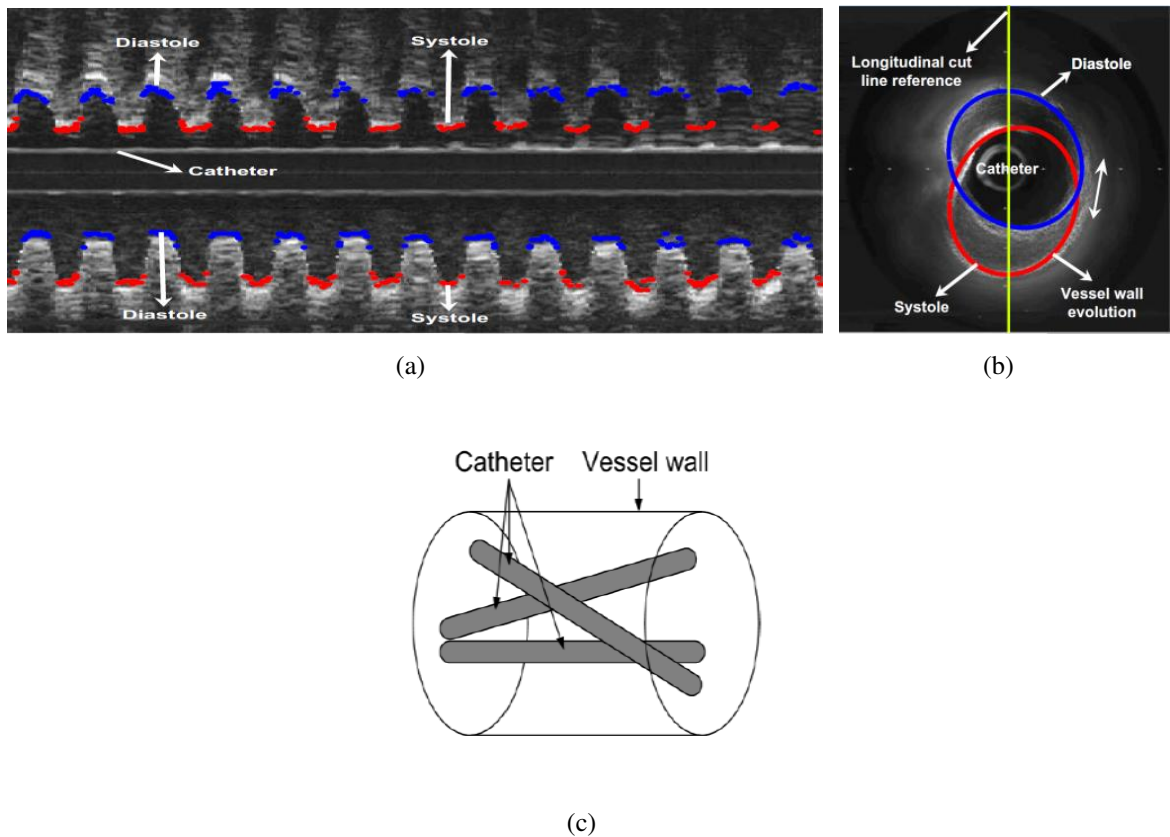 Diastole
Systole
Catheter
Diastole
Systole
(a)
Longitudinal cut
line reference
Diastole
Catheter
Systole
Vessel wall
evolution
(b)
Catheter
Vessel wall
(c)